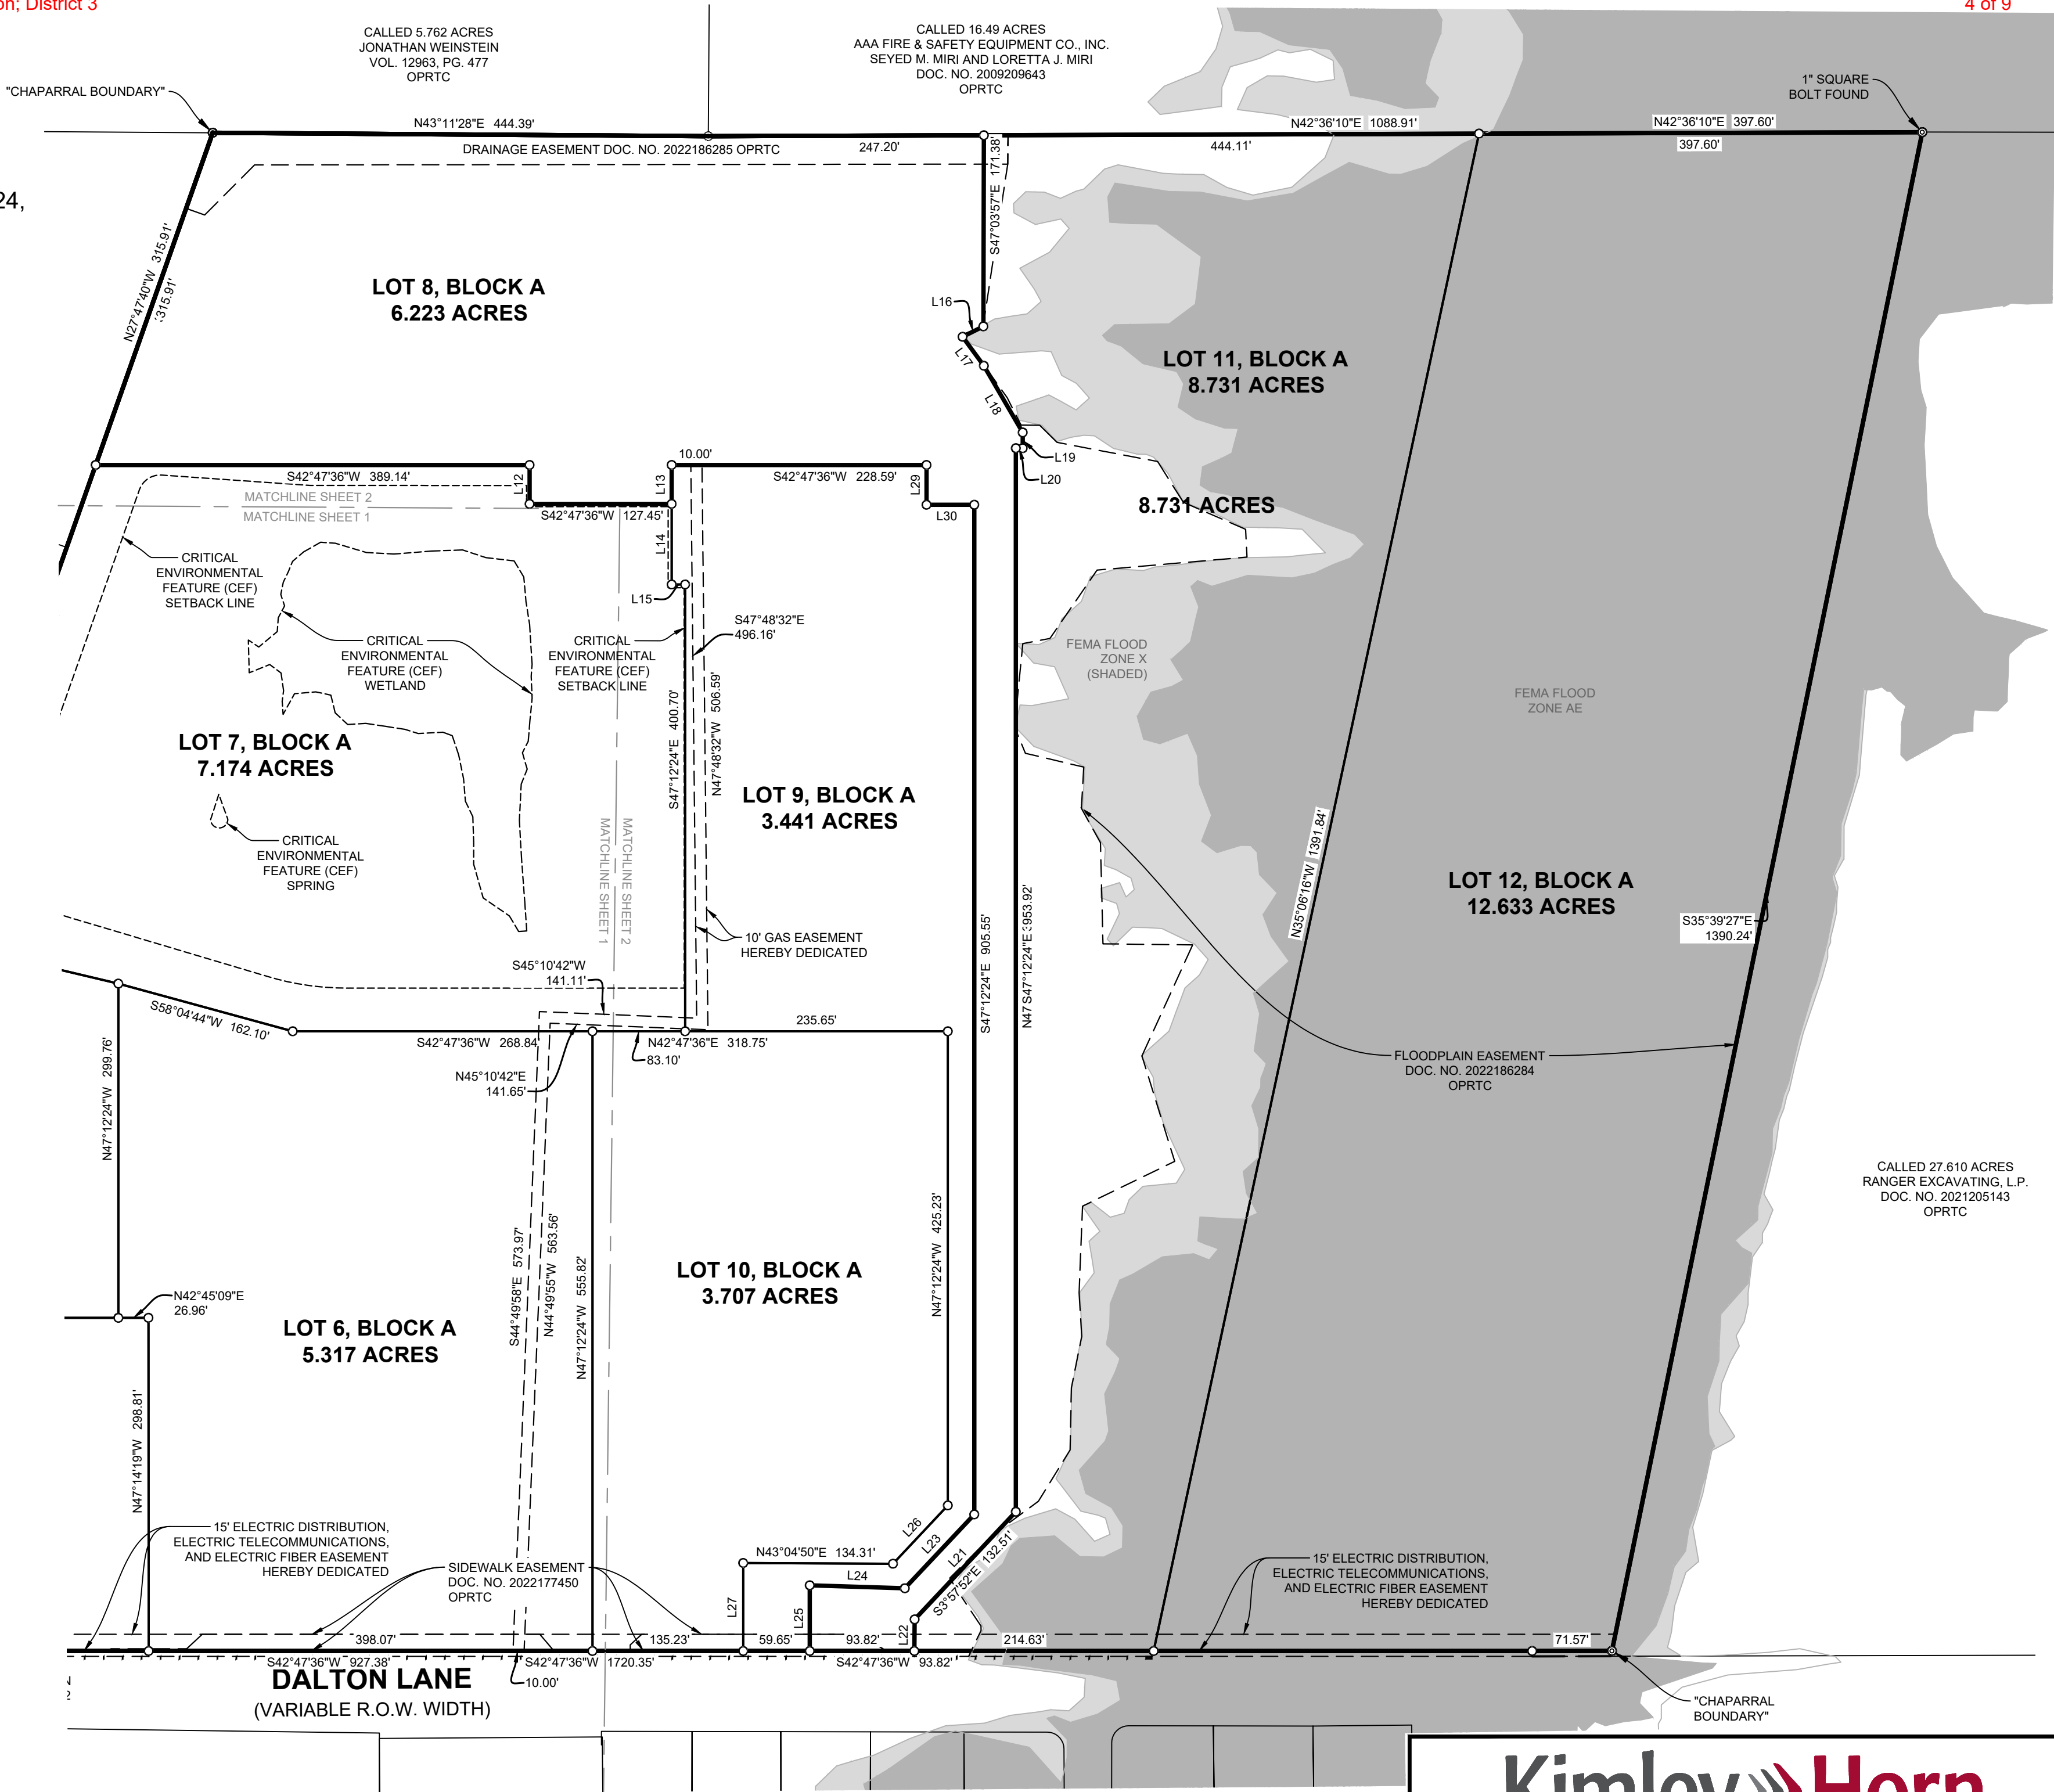 on; District 3
4 of 9
24,
CALLED 5.762 ACRES
JONATHAN WEINSTEIN
VOL. 12963, PG. 477
OPRTC
CALLED 16.49 ACRES
AAA FIRE & SAFETY EQUIPMENT CO., INC.
SEYED M. MIRI AND LORETTA J. MIRI
DOC. NO. 2009209643
OPRTC
"CHAPARRAL BOUNDARY"
1" SQUARE
BOLT FOUND
N43°11'28"E 444.39'
N42°36'10"E 1088.91'
N42°36'10"E 397.60'
DRAINAGE EASEMENT DOC. NO. 2022186285 OPRTC
247.20'
444.11'
397.60'
S47°03'57"E 171.38'
N27°47'40"W 315.91'
315.91'
LOT 8, BLOCK A
6.223 ACRES
L16
L17
L18
L19
L20
LOT 11, BLOCK A
8.731 ACRES
8.731 ACRES
S42°47'36"W 389.14'
L12
L13
10.00'
S42°47'36"W 228.59'
L29
L30
MATCHLINE SHEET 2
MATCHLINE SHEET 1
S42°47'36"W 127.45'
L14
L15
CRITICAL
ENVIRONMENTAL
FEATURE (CEF)
SETBACK LINE
CRITICAL
ENVIRONMENTAL
FEATURE (CEF)
WETLAND
CRITICAL
ENVIRONMENTAL
FEATURE (CEF)
SETBACK LINE
S47°48'32"E
496.16'
S47°12'24"E 400.70'
N47°48'32"W 506.59'
FEMA FLOOD
ZONE X
(SHADED)
FEMA FLOOD
ZONE AE
LOT 7, BLOCK A
7.174 ACRES
LOT 9, BLOCK A
3.441 ACRES
CRITICAL
ENVIRONMENTAL
FEATURE (CEF)
SPRING
MATCHLINE SHEET 1
MATCHLINE SHEET 2
10' GAS EASEMENT
HEREBY DEDICATED
S47°12'24"E 905.55'
N47 S47°12'24"E 953.92'
N35°06'16"W 1391.84'
LOT 12, BLOCK A
12.633 ACRES
S35°39'27"E
1390.24'
S45°10'42"W
141.11'
S58°04'44"W 162.10'
S42°47'36"W 268.84
N42°47'36"E 318.75'
235.65'
83.10'
N45°10'42"E
141.65'
N47°12'24"W 299.76'
FLOODPLAIN EASEMENT
DOC. NO. 2022186284
OPRTC
CALLED 27.610 ACRES
RANGER EXCAVATING, L.P.
DOC. NO. 2021205143
OPRTC
N42°45'09"E
26.96'
LOT 6, BLOCK A
5.317 ACRES
S44°49'58"E 573.97'
N44°49'55"W 563.56'
N47°12'24"W 555.82'
LOT 10, BLOCK A
3.707 ACRES
N47°12'24"W 425.23'
N47°14'19"W 298.81'
15' ELECTRIC DISTRIBUTION,
ELECTRIC TELECOMMUNICATIONS,
AND ELECTRIC FIBER EASEMENT
HEREBY DEDICATED
SIDEWALK EASEMENT
DOC. NO. 2022177450
OPRTC
N43°04'50"E 134.31'
L26
L23
L21
S3°57'52"E 132.51'
L24
L27
L25
L22
15' ELECTRIC DISTRIBUTION,
ELECTRIC TELECOMMUNICATIONS,
AND ELECTRIC FIBER EASEMENT
HEREBY DEDICATED
398.07'
135.23'
59.65'
93.82'
214.63'
71.57'
S42°47'36"W 927.38'
S42°47'36"W 1720.35'
S42°47'36"W 93.82'
10.00'
DALTON LANE
(VARIABLE R.O.W. WIDTH)
"CHAPARRAL
BOUNDARY"
Kimley Horn